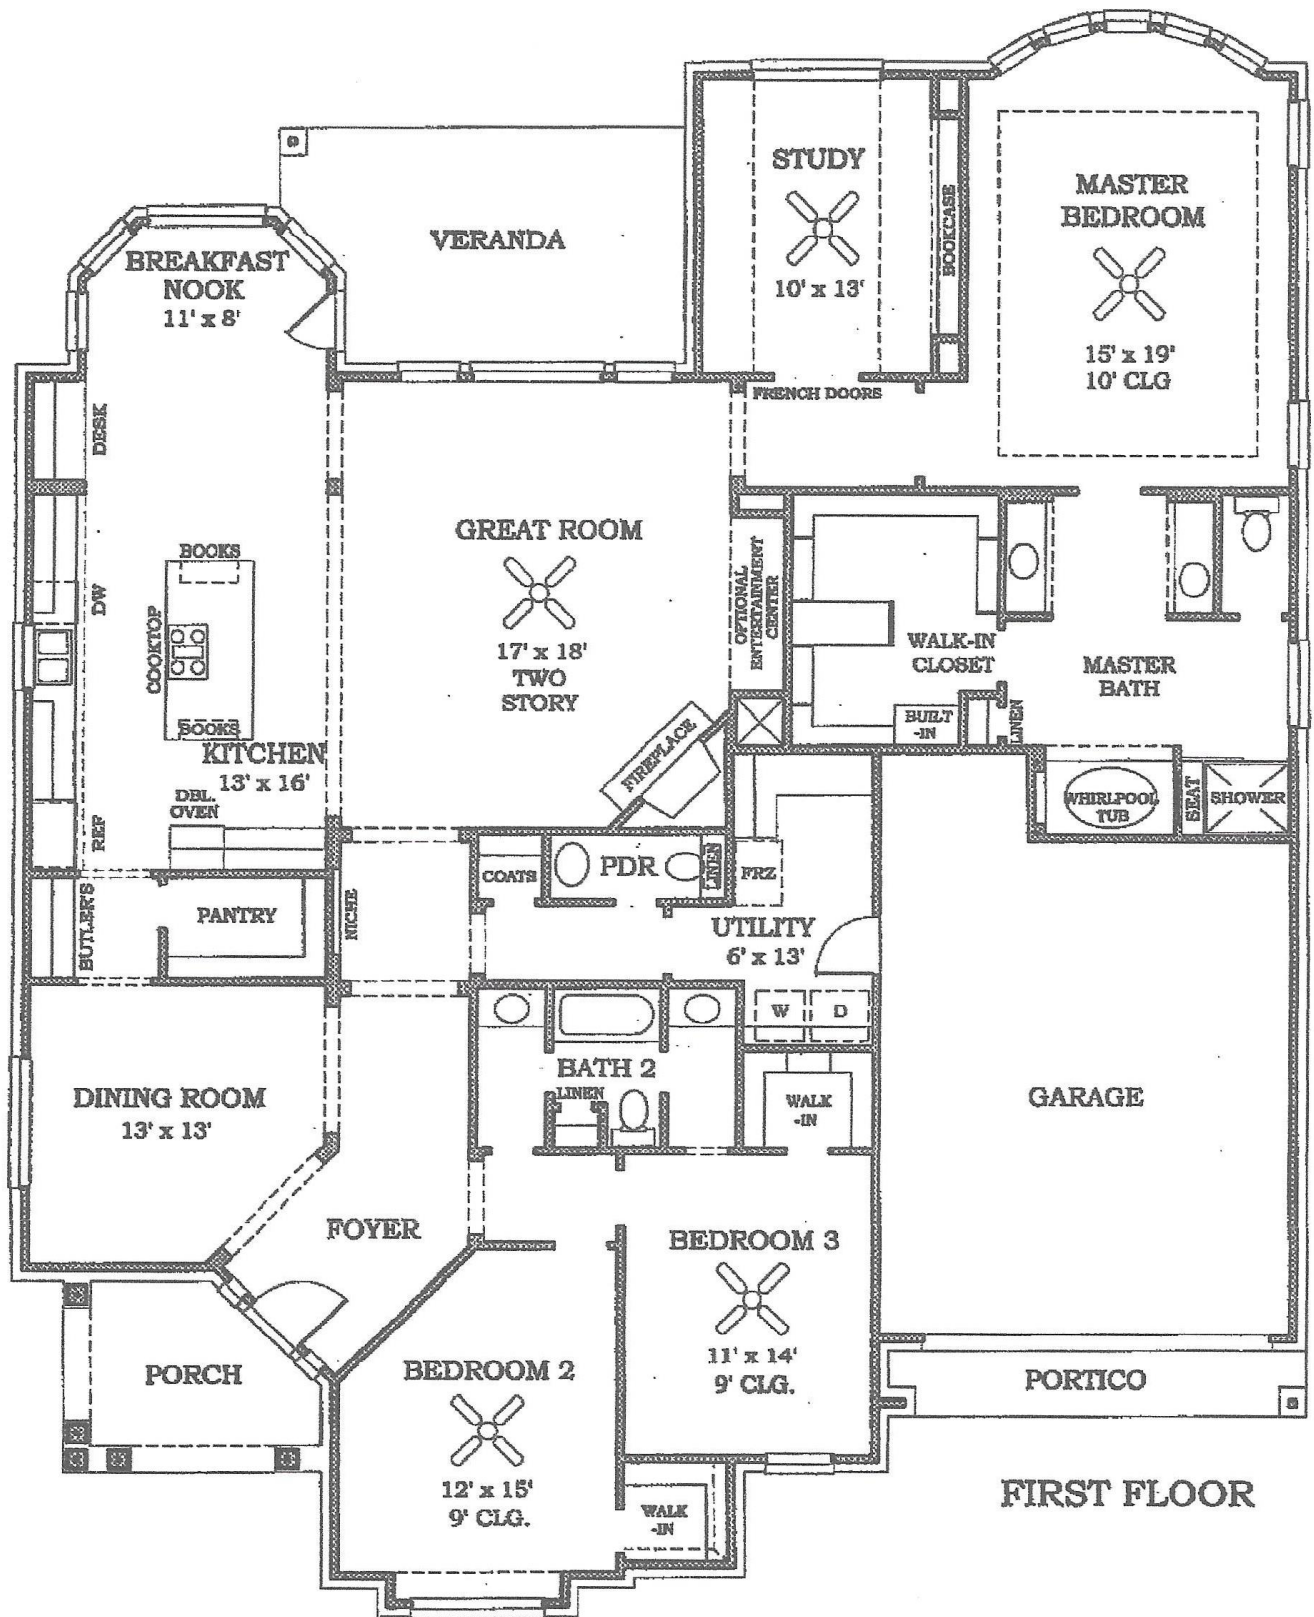 STUDY
10' x 13'
BOOKCASE
MASTER
BEDROOM
15' x 19'
10' CLG
VERANDA
BREAKFAST
NOOK
11' x 8'
FRENCH DOORS
DESK
GREAT ROOM
17' x 18'
TWO
STORY
OPTIONAL
ENTERTAINMENT
CENTER
BOOKS
DW
COOKTOP
BOOKS
KITCHEN
13' x 16'
DBL.
OVEN
REF
FIREPLACE
WALK-IN
CLOSET
BUILT
-IN
LINEN
MASTER
BATH
WHIRLPOOL
TUB
SEAT
SHOWER
BUTLER'S
PANTRY
NICHE
COATS
PDR
LINEN
FRZ
UTILITY
6' x 13'
W
D
DINING ROOM
13' x 13'
BATH 2
LINEN
WALK
-IN
GARAGE
FOYER
BEDROOM 3
11' x 14'
9' CLG.
PORCH
BEDROOM 2
12' x 15'
9' CLG.
WALK
-IN
PORTICO
FIRST FLOOR